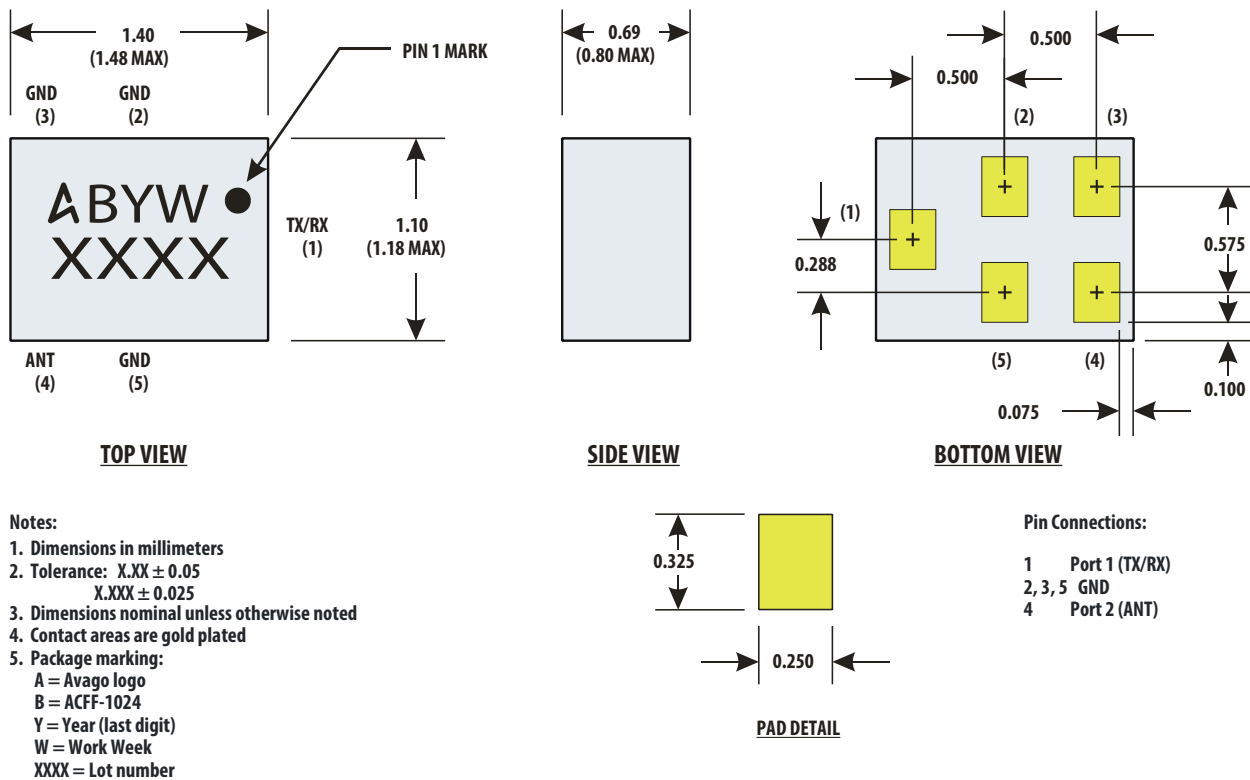 1.40
(1.48 MAX)
PIN 1 MARK
GND
(3)
GND
(2)
ABYW
XXXX
TX/RX
(1)
1.10
(1.18 MAX)
ANT
(4)
GND
(5)
TOP VIEW
0.69
(0.80 MAX)
SIDE VIEW
0.500
0.500
(2)
(3)
(1)
0.288
0.575
(5)
(4)
0.100
0.075
BOTTOM VIEW
Notes:
1. Dimensions in millimeters
2. Tolerance: X.XX ± 0.05
X.XXX ± 0.025
3. Dimensions nominal unless otherwise noted
4. Contact areas are gold plated
5. Package marking:
A = Avago logo
B = ACFF-1024
Y = Year (last digit)
W = Work Week
XXXX = Lot number
0.325
0.250
PAD DETAIL
Pin Connections:
1 Port 1 (TX/RX)
2, 3, 5 GND
4 Port 2 (ANT)